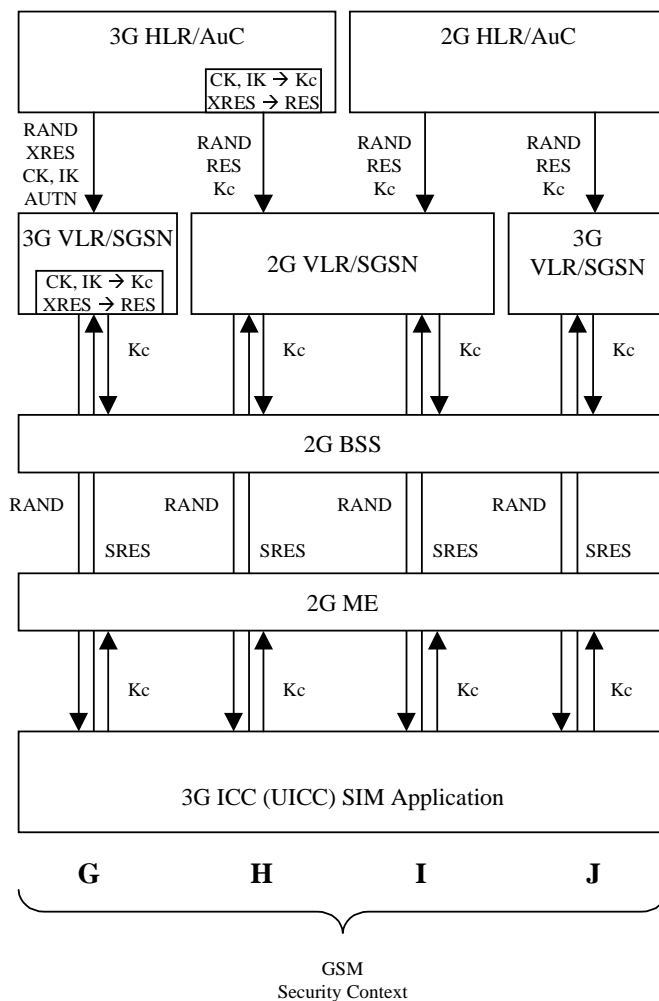 3G HLR/AuC
2G HLR/AuC
CK, IK → Kc
XRES → RES
RAND
XRES
CK, IK
AUTN
RAND
RES
Kc
RAND
RES
Kc
RAND
RES
Kc
3G VLR/SGSN
CK, IK → Kc
XRES → RES
2G VLR/SGSN
3G
VLR/SGSN
Kc
Kc
Kc
Kc
2G BSS
RAND
RAND
RAND
RAND
SRES
SRES
SRES
SRES
2G ME
Kc
Kc
Kc
Kc
3G ICC (UICC) SIM Application
G
H
I
J
GSM
Security Context